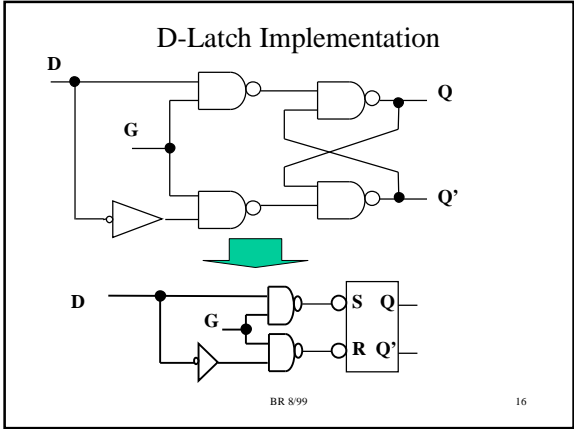 D-Latch Implementation
D
Q
G
Q'
D
S Q
G
R Q'
BR 8/99 16